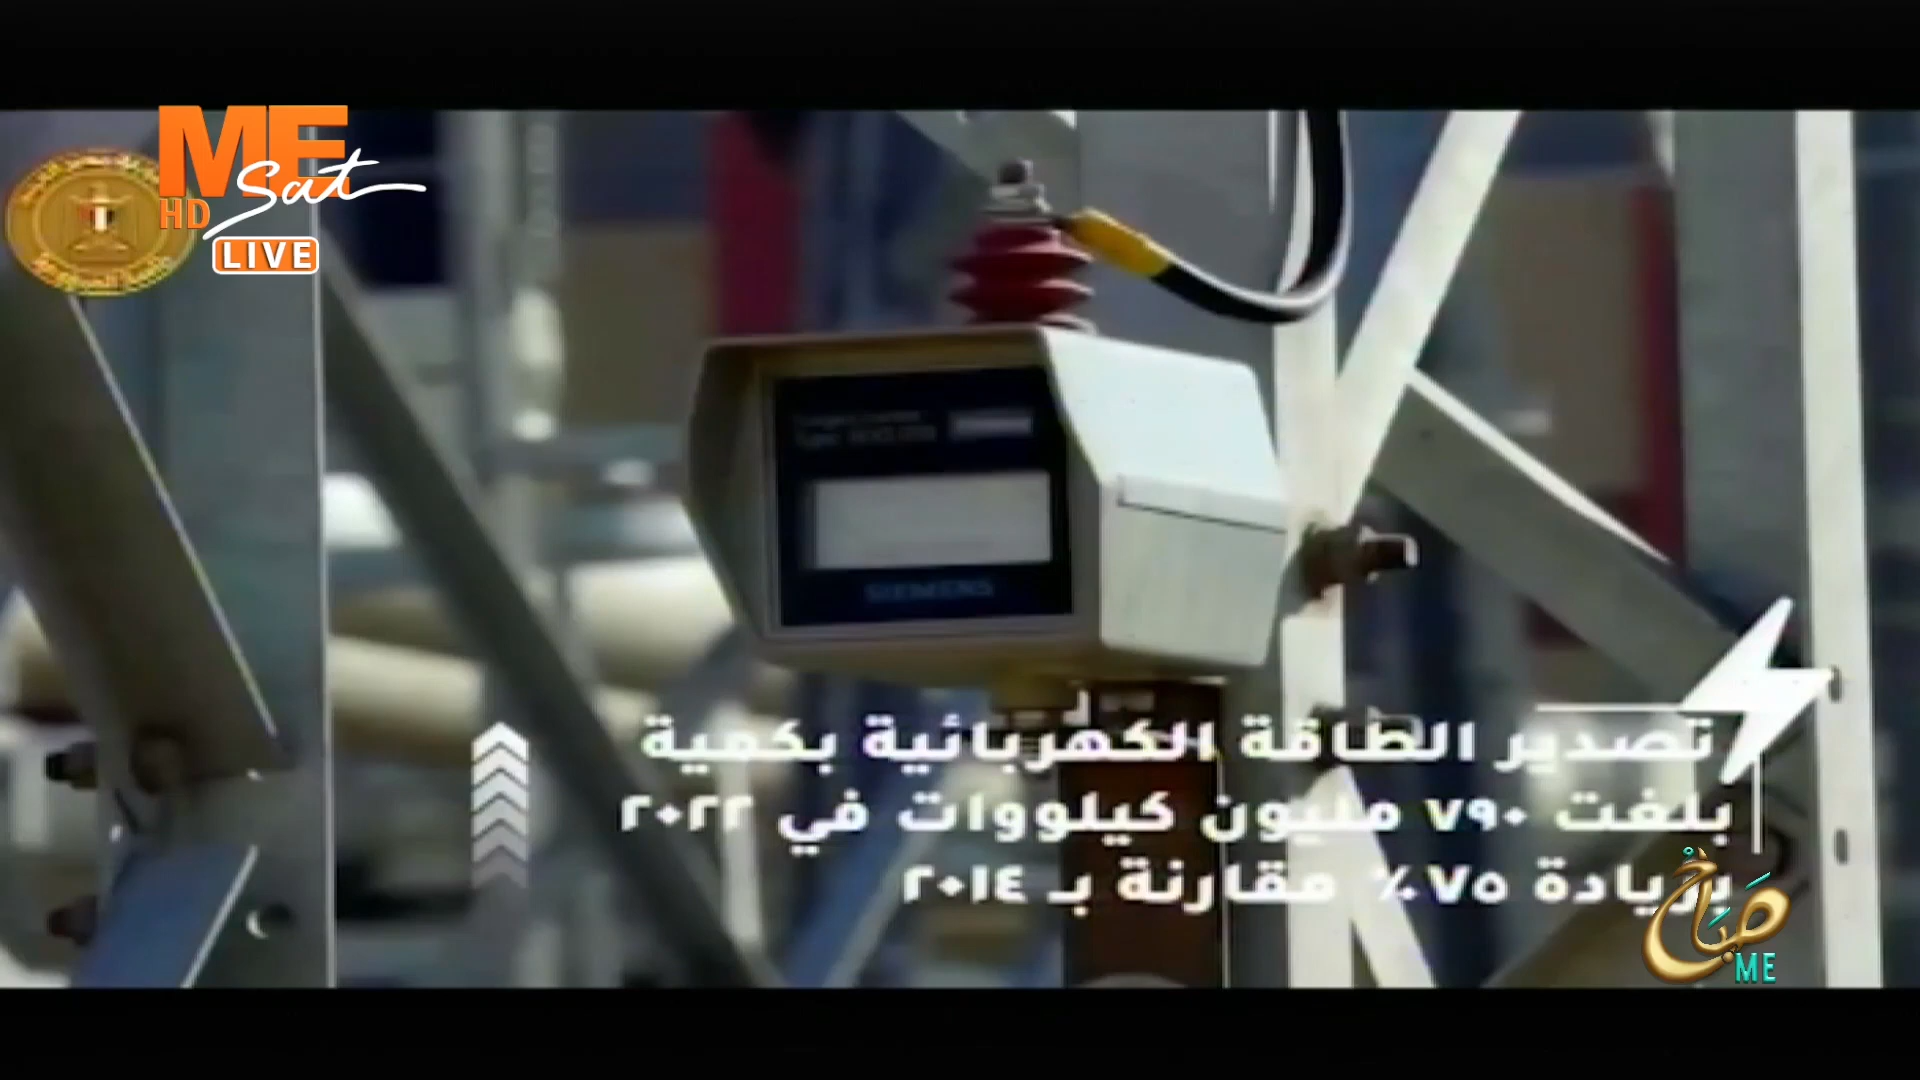 ME
Sat
HD
LIVE
SIEMENS
تصدير الطاقة الكهربائية بكمية
بلغت ٧٩٠ مليون كيلووات في ٢٠٢٢
بزيادة ٧٥٪ مقارنة بـ ٢٠١٤
صباح
ME